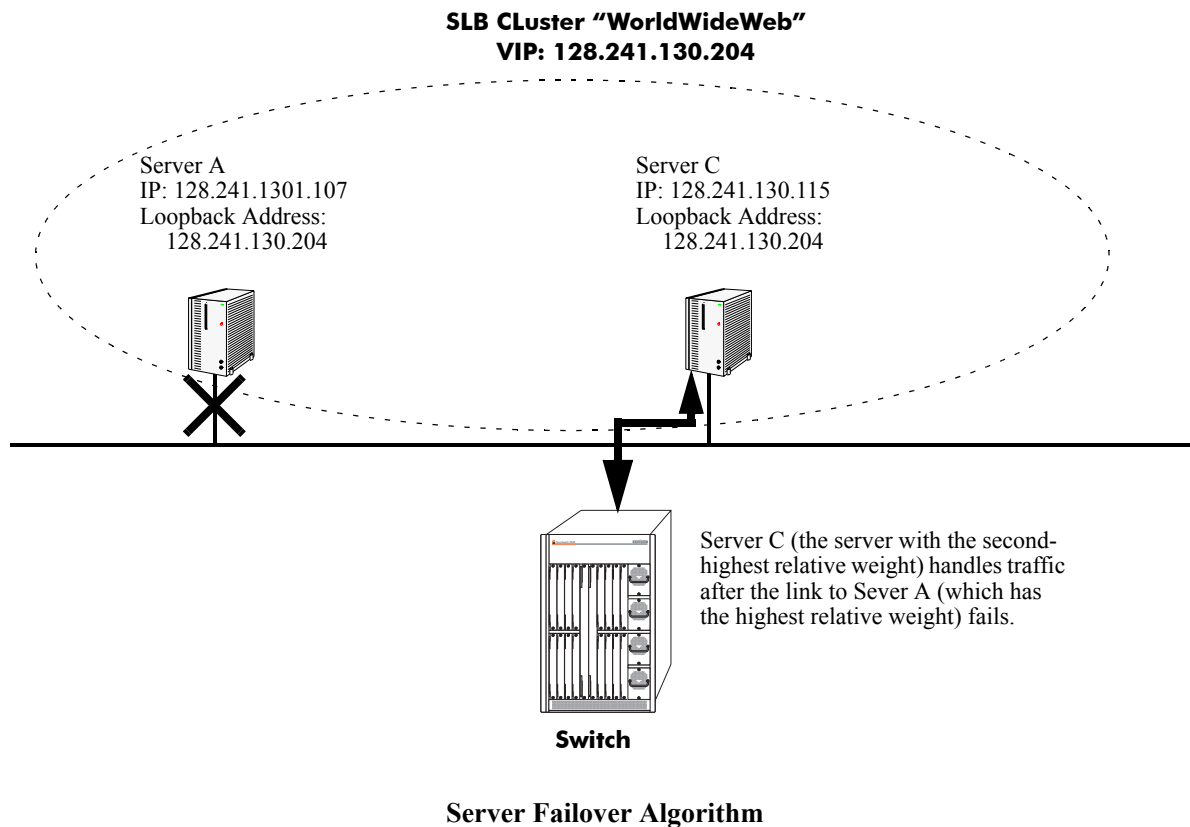 SLB CLuster “WorldWideWeb”
VIP: 128.241.130.204
Server A
IP: 128.241.1301.107
Loopback Address:
128.241.130.204
Server C
IP: 128.241.130.115
Loopback Address:
128.241.130.204
Server C (the server with the second-
highest relative weight) handles traffic
after the link to Sever A (which has
the highest relative weight) fails.
Switch
Server Failover Algorithm